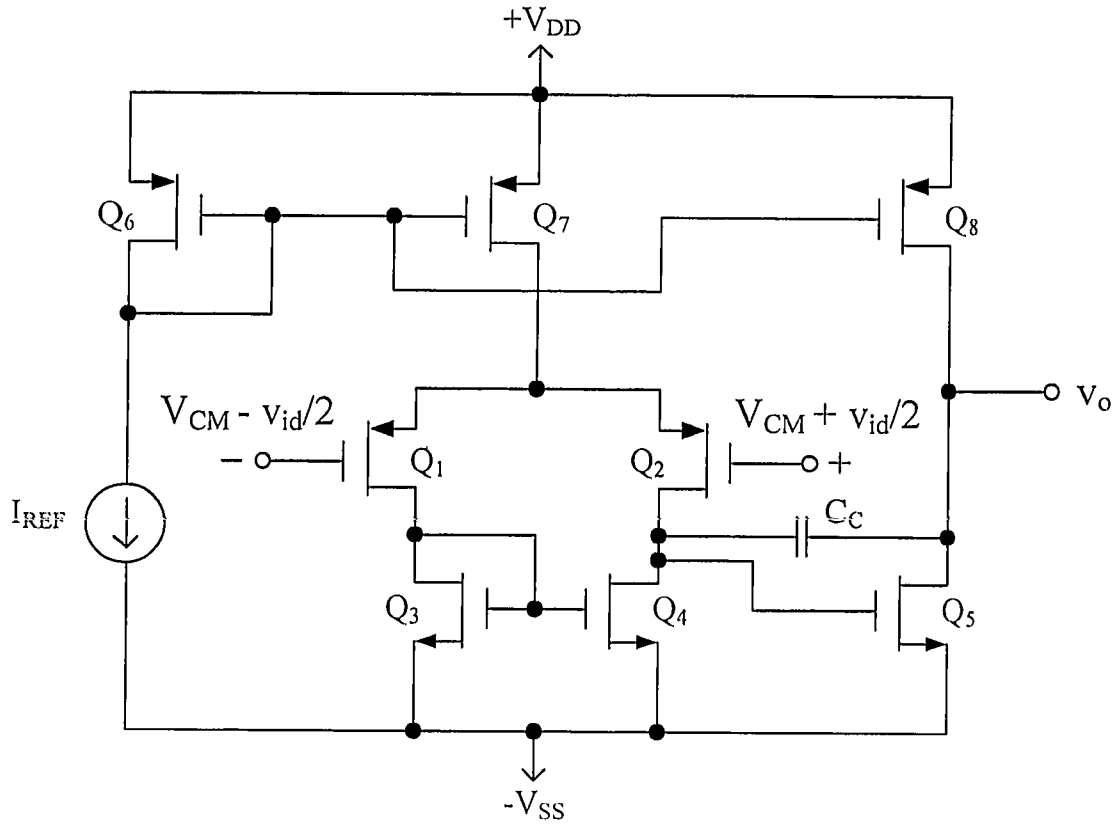 +V_DD
Q_6
Q_7
Q_8
V_CM - v_id/2
V_CM + v_id/2
v_o
−
Q_1
Q_2
+
I_REF
C_C
Q_3
Q_4
Q_5
-V_SS